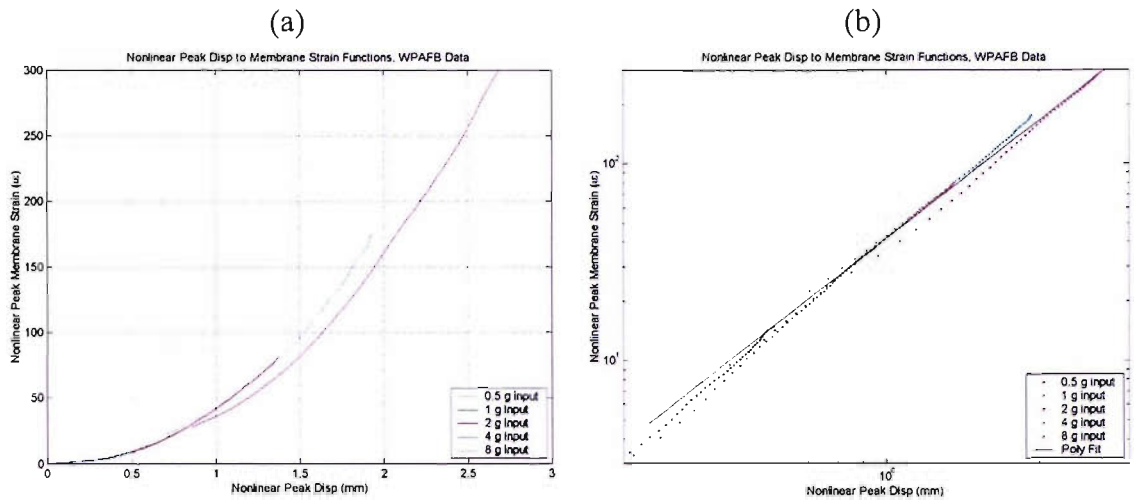 (a)
Nonlinear Peak Disp to Membrane Strain Functions, WPAFB Data
Nonlinear Peak Membrane Strain (με)
300
250
200
150
100
50
0
0
0.5
1
1.5
2
2.5
3
Nonlinear Peak Disp (mm)
0.5 g input
1 g input
2 g input
4 g input
8 g input
(b)
Nonlinear Peak Disp to Membrane Strain Functions, WPAFB Data
Nonlinear Peak Membrane Strain (με)
10²
10¹
10⁰
Nonlinear Peak Disp (mm)
0.5 g input
1 g input
2 g input
4 g input
8 g input
Poly Fit